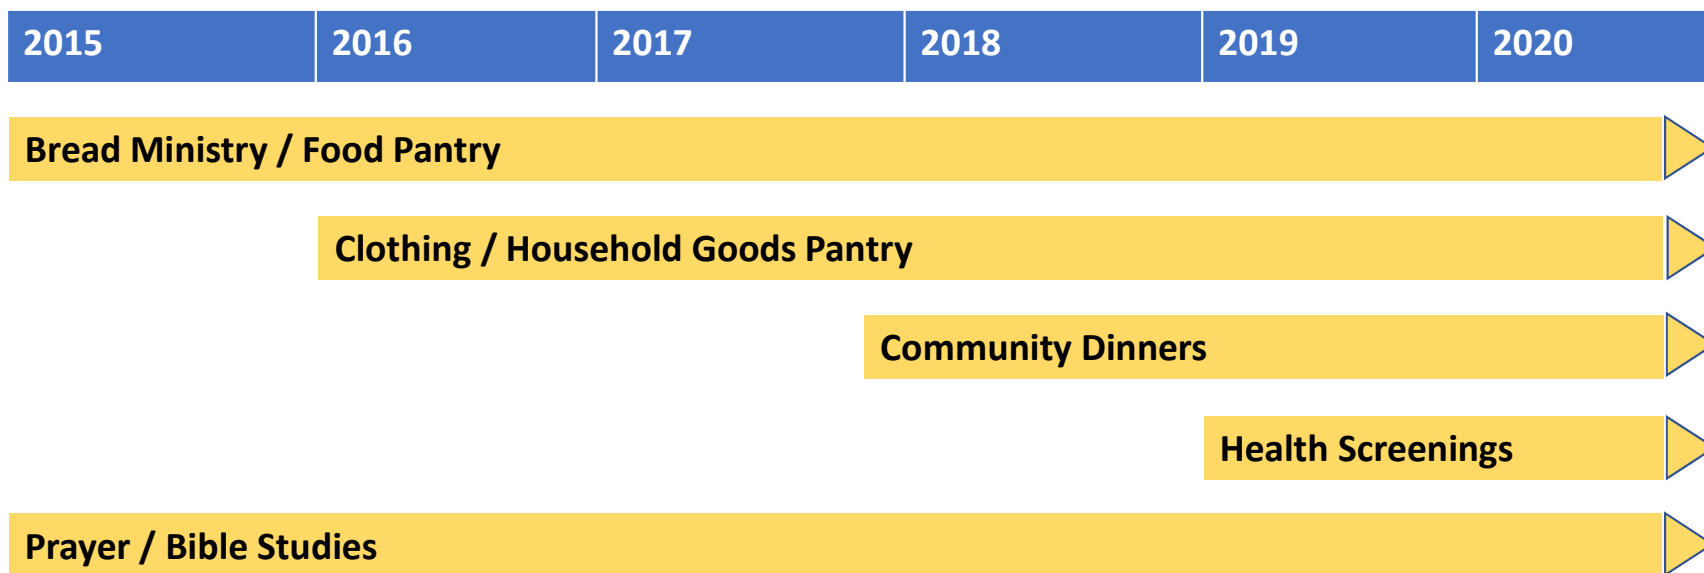 2015 2016 2017 2018 2019 2020
Bread Ministry / Food Pantry
Clothing / Household Goods Pantry
Community Dinners
Health Screenings
Prayer / Bible Studies